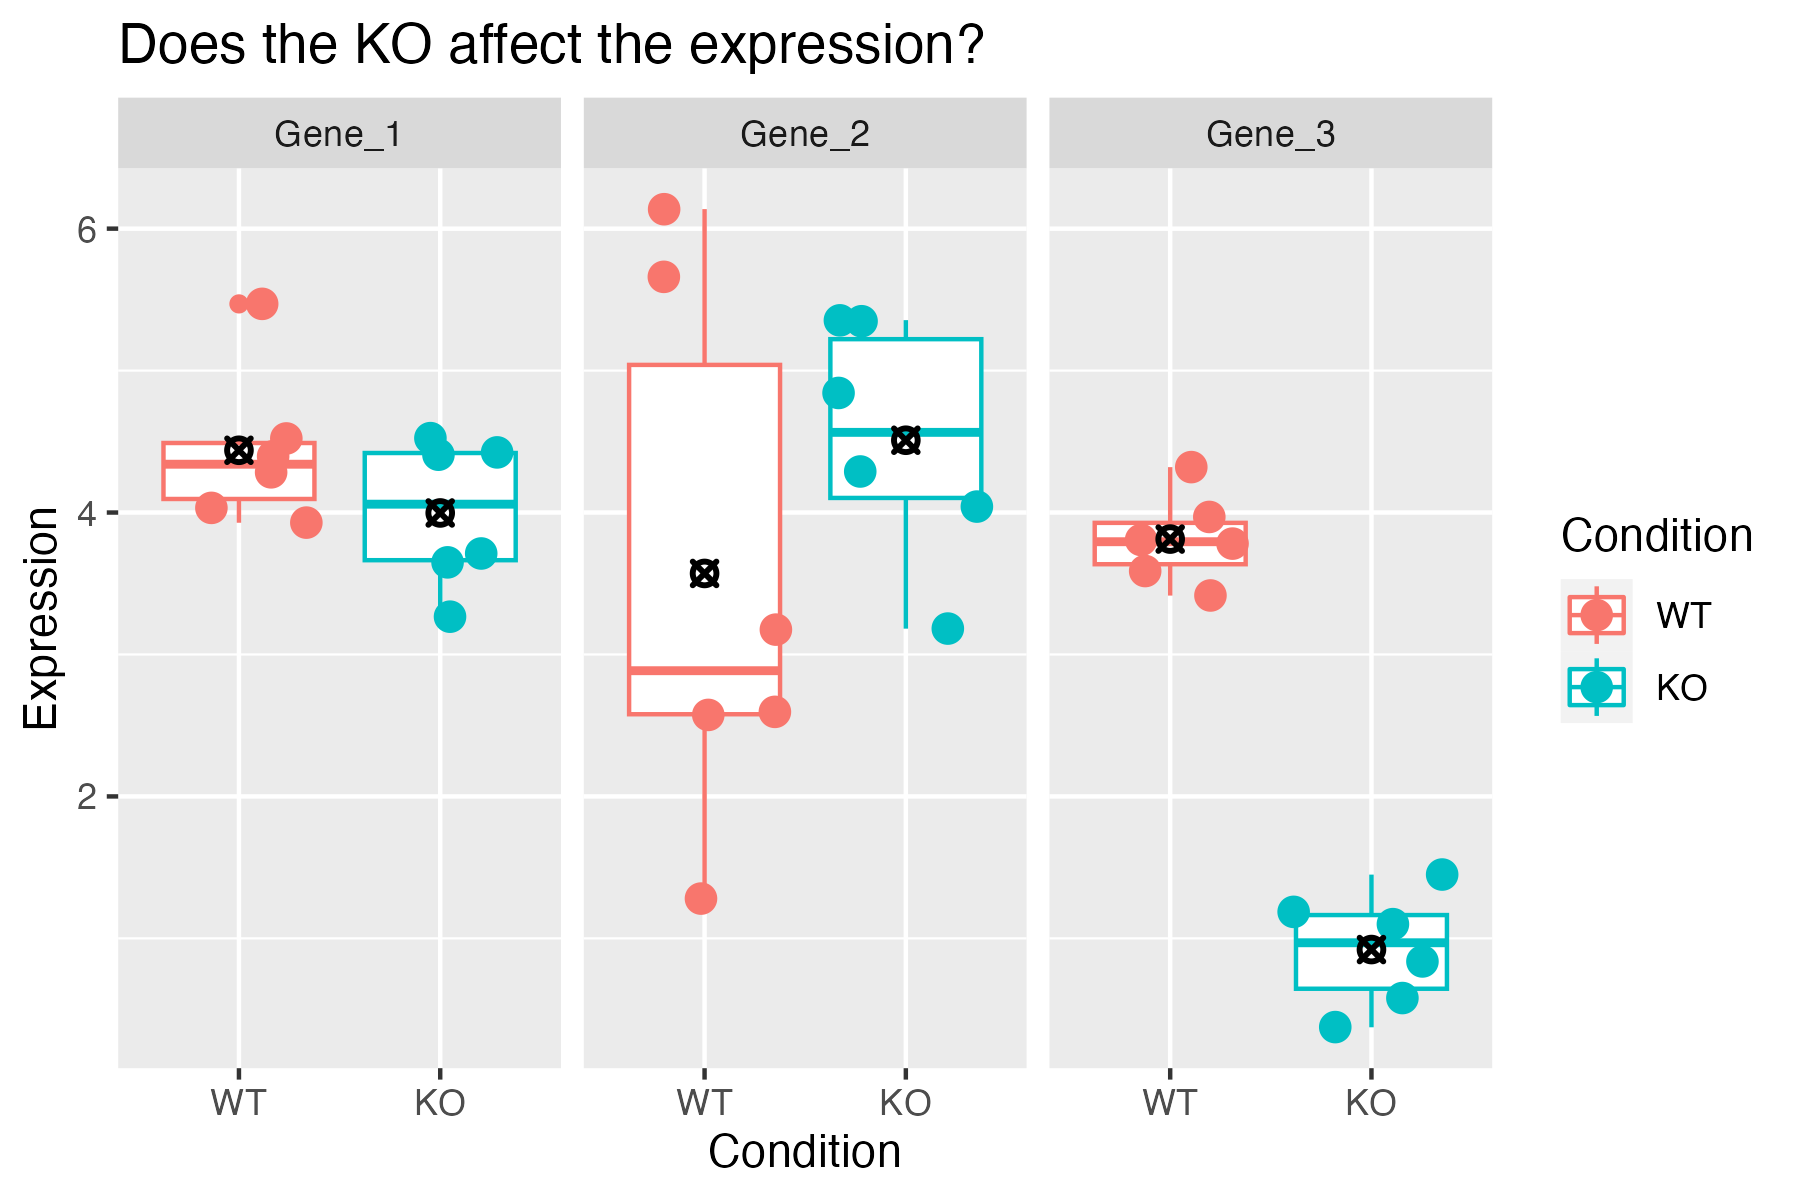 Does the KO affect the expression?
Gene_1 Gene_2 Gene_3
6
4
2
Expression
WT KO WT KO WT KO
Condition
Condition
WT
KO